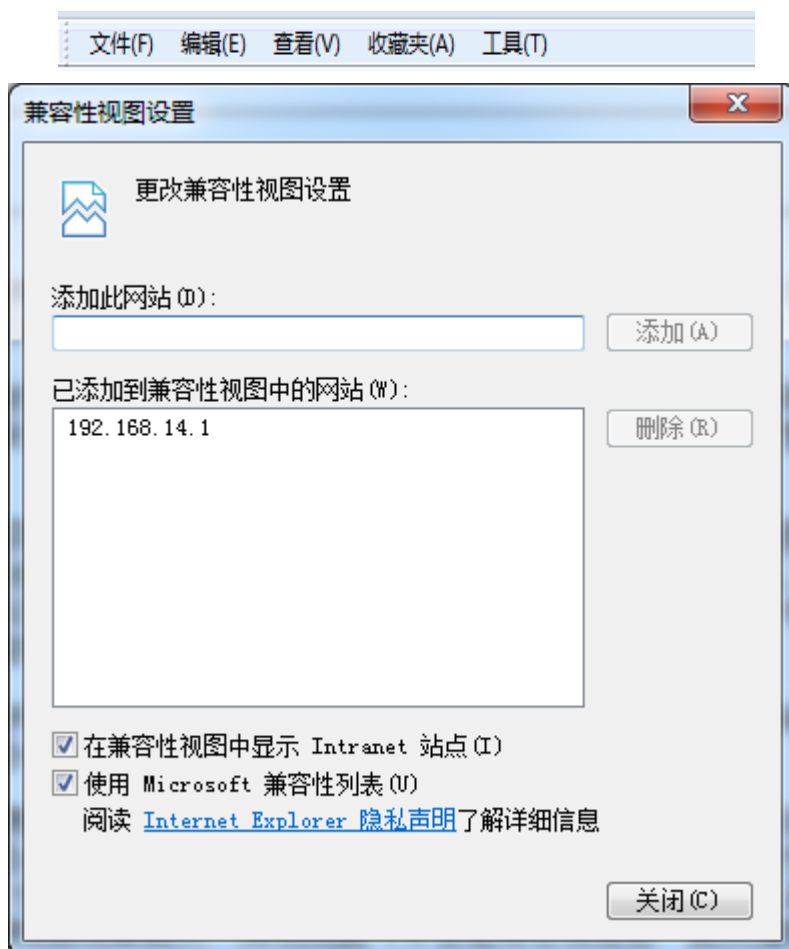 文件(F) 编辑(E) 查看(V) 收藏夹(A) 工具(T)
兼容性视图设置
更改兼容性视图设置
添加此网站(D):
添加(A)
已添加到兼容性视图中的网站(W):
192.168.14.1
删除(R)
在兼容性视图中显示 Intranet 站点(I)
使用 Microsoft 兼容性列表(U)
阅读 Internet Explorer 隐私声明了解详细信息
关闭(C)